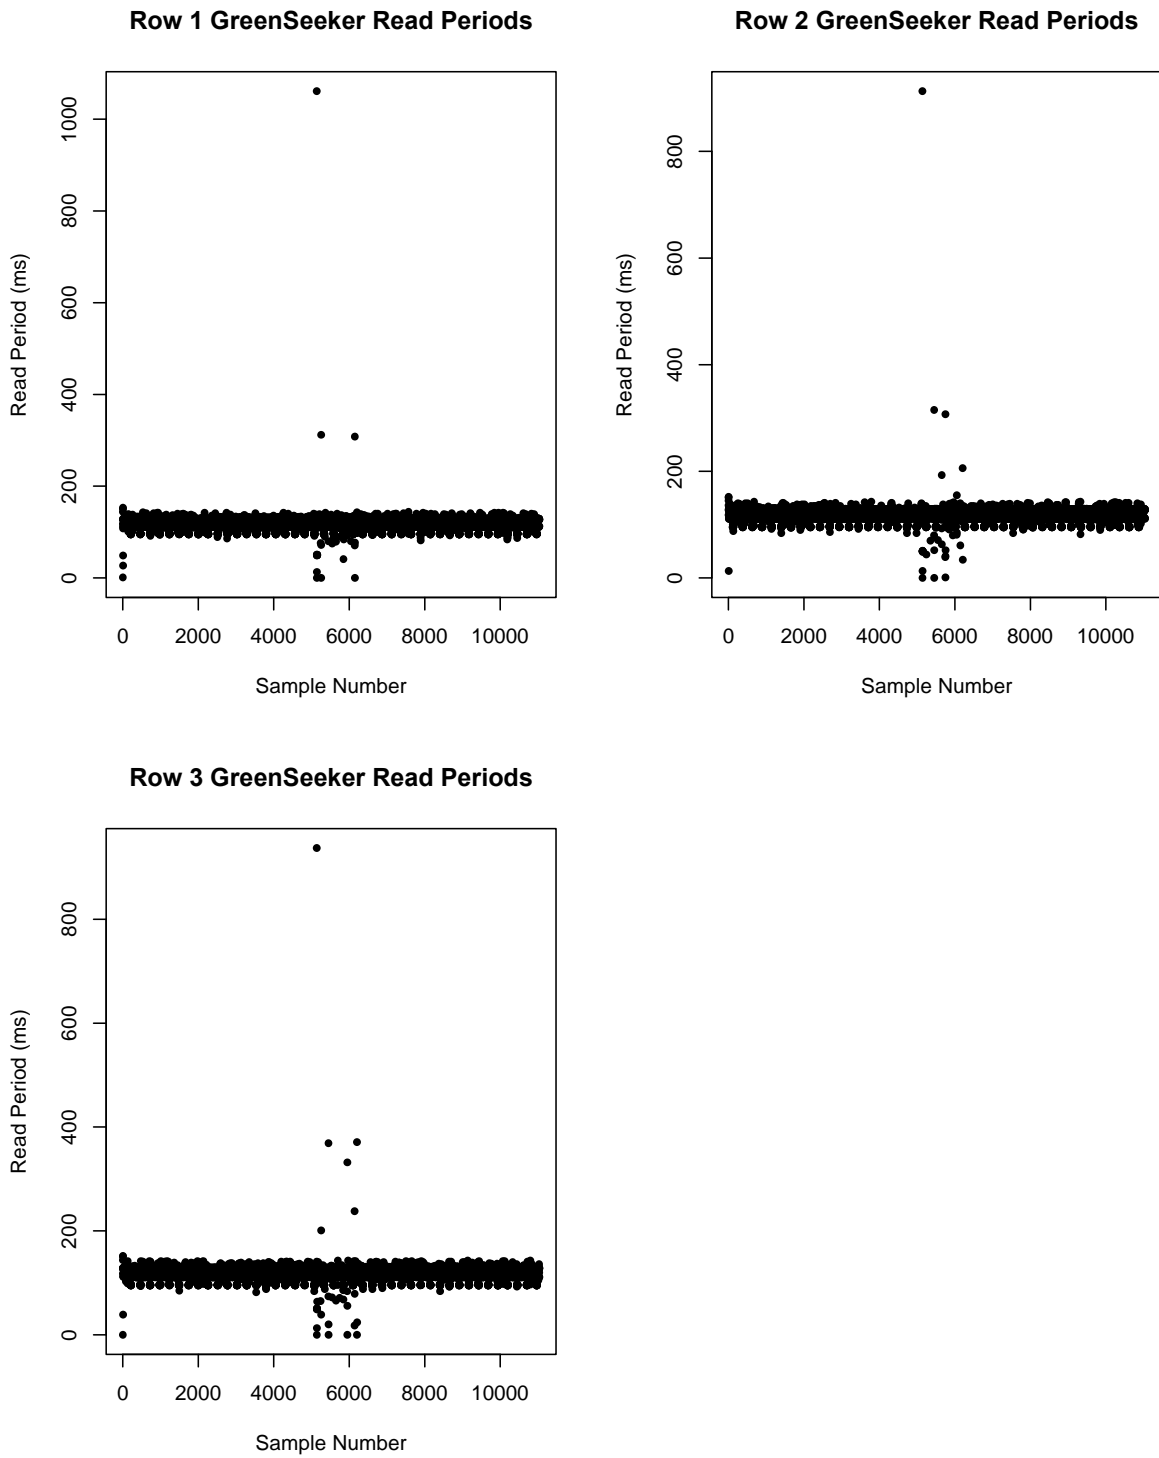 Row 1 GreenSeeker Read Periods
Read Period (ms)
1000
800
600
400
200
0
0 2000 4000 6000 8000 10000
Sample Number
Row 2 GreenSeeker Read Periods
Read Period (ms)
800
600
400
200
0
0 2000 4000 6000 8000 10000
Sample Number
Row 3 GreenSeeker Read Periods
Read Period (ms)
800
600
400
200
0
0 2000 4000 6000 8000 10000
Sample Number